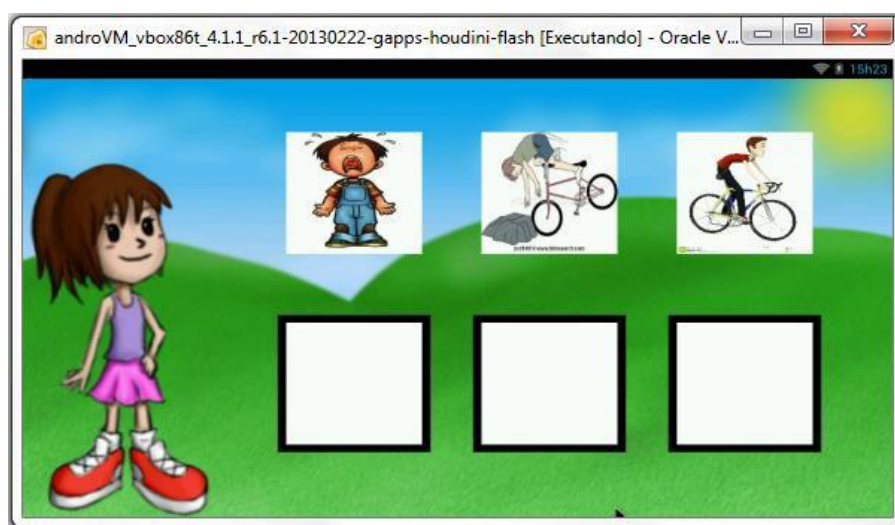 androVM_vbox86t_4.1.1_r6.1-20130222-gapps-houdini-flash [Executando] - Oracle V...
15h23